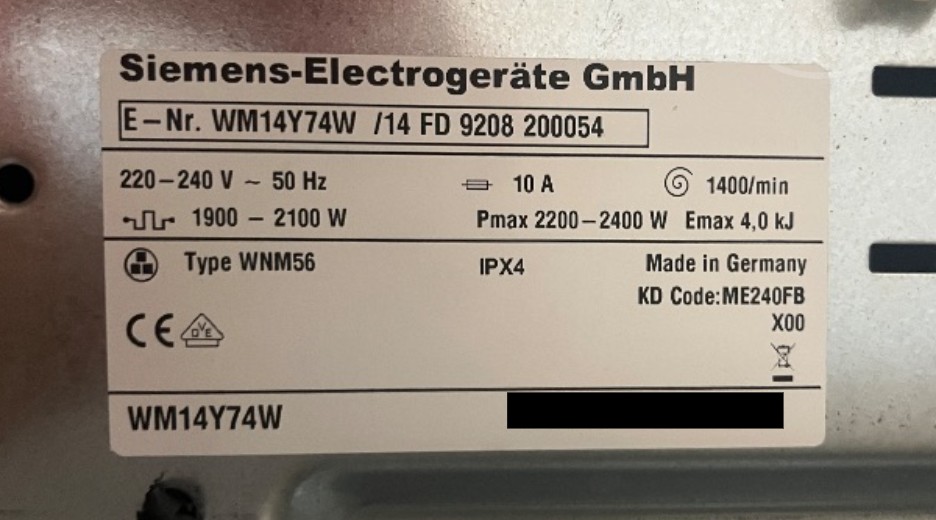 Siemens-Electrogeräte GmbH
E-Nr. WM14Y74W /14 FD 9208 200054
220-240 V ~ 50 Hz 10 A 1400/min
1900 - 2100 W Pmax 2200-2400 W Emax 4,0 kJ
Type WNM56 IPX4 Made in Germany
KD Code:ME240FB
X00
CE OVE
WM14Y74W